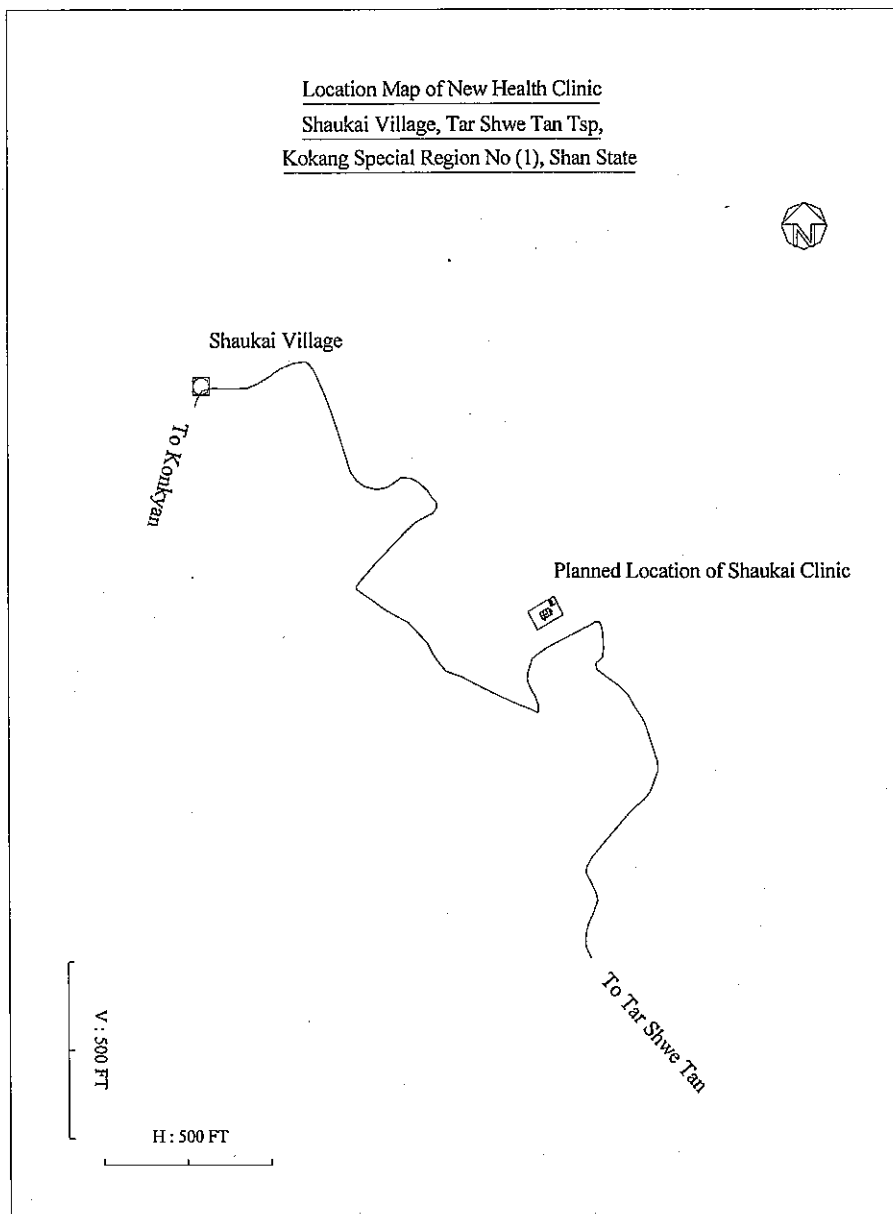 Location Map of New Health Clinic
Shaukai Village, Tar Shwe Tan Tsp,
Kokang Special Region No (1), Shan State
N
Shaukai Village
To Konkyan
Planned Location of Shaukai Clinic
To Tar Shwe Tan
V : 500 FT
H : 500 FT